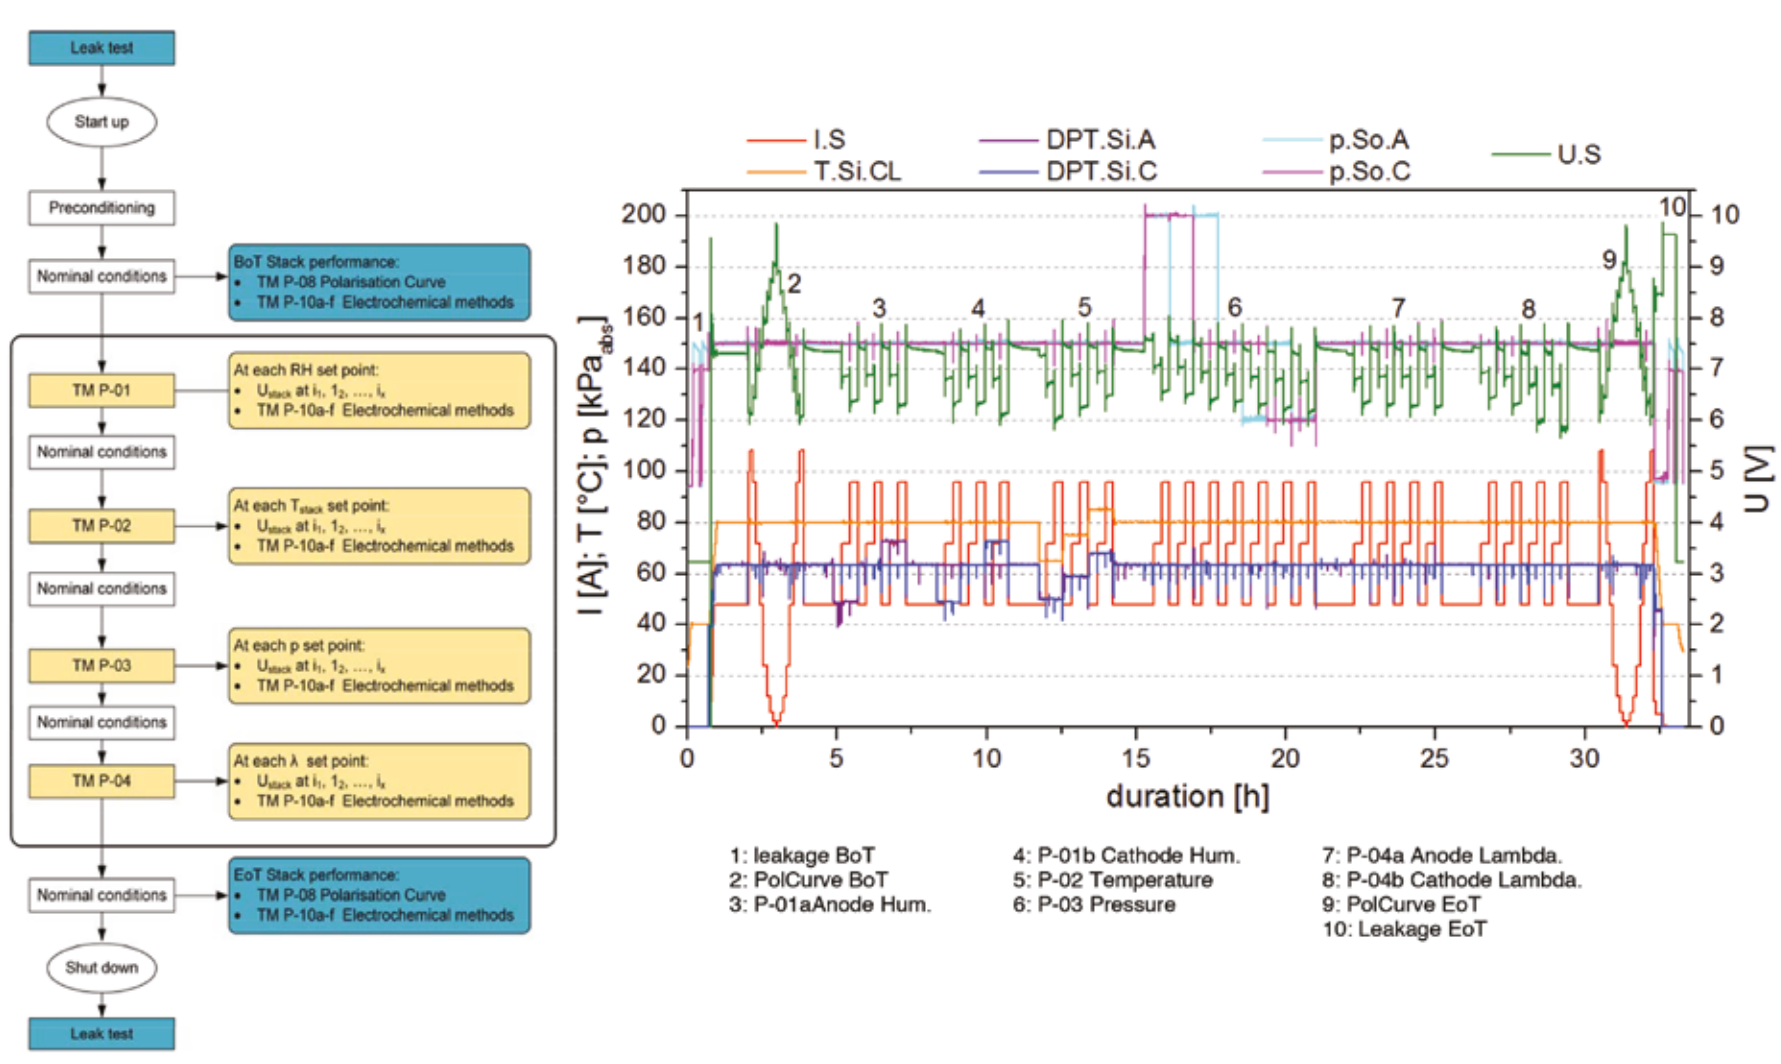 Leak test
Start up
Preconditioning
Nominal conditions
BoT Stack performance:
• TM P-08 Polarisation Curve
• TM P-10a-f Electrochemical methods
TM P-01
At each RH set point:
• Ustack at i1, 12, ..., ix
• TM P-10a-f Electrochemical methods
Nominal conditions
TM P-02
At each Tstack set point:
• Ustack at i1, 12, ..., ix
• TM P-10a-f Electrochemical methods
Nominal conditions
TM P-03
At each p set point:
• Ustack at i1, 12, ..., ix
• TM P-10a-f Electrochemical methods
Nominal conditions
TM P-04
At each λ set point:
• Ustack at i1, 12, ..., ix
• TM P-10a-f Electrochemical methods
Nominal conditions
EoT Stack performance:
• TM P-08 Polarisation Curve
• TM P-10a-f Electrochemical methods
Shut down
Leak test
I.S DPT.Si.A p.So.A U.S
T.Si.CL DPT.Si.C p.So.C
I [A]; T [°C]; p [kPaabs]
200
180
160
140
120
100
80
60
40
20
0
1 2 3 4 5 6 7 8 9 10
10
9
8
7
6
5
4
3
2
1
0
U [V]
0 5 10 15 20 25 30
duration [h]
1: leakage BoT
2: PolCurve BoT
3: P-01aAnode Hum.
4: P-01b Cathode Hum.
5: P-02 Temperature
6: P-03 Pressure
7: P-04a Anode Lambda.
8: P-04b Cathode Lambda.
9: PolCurve EoT
10: Leakage EoT